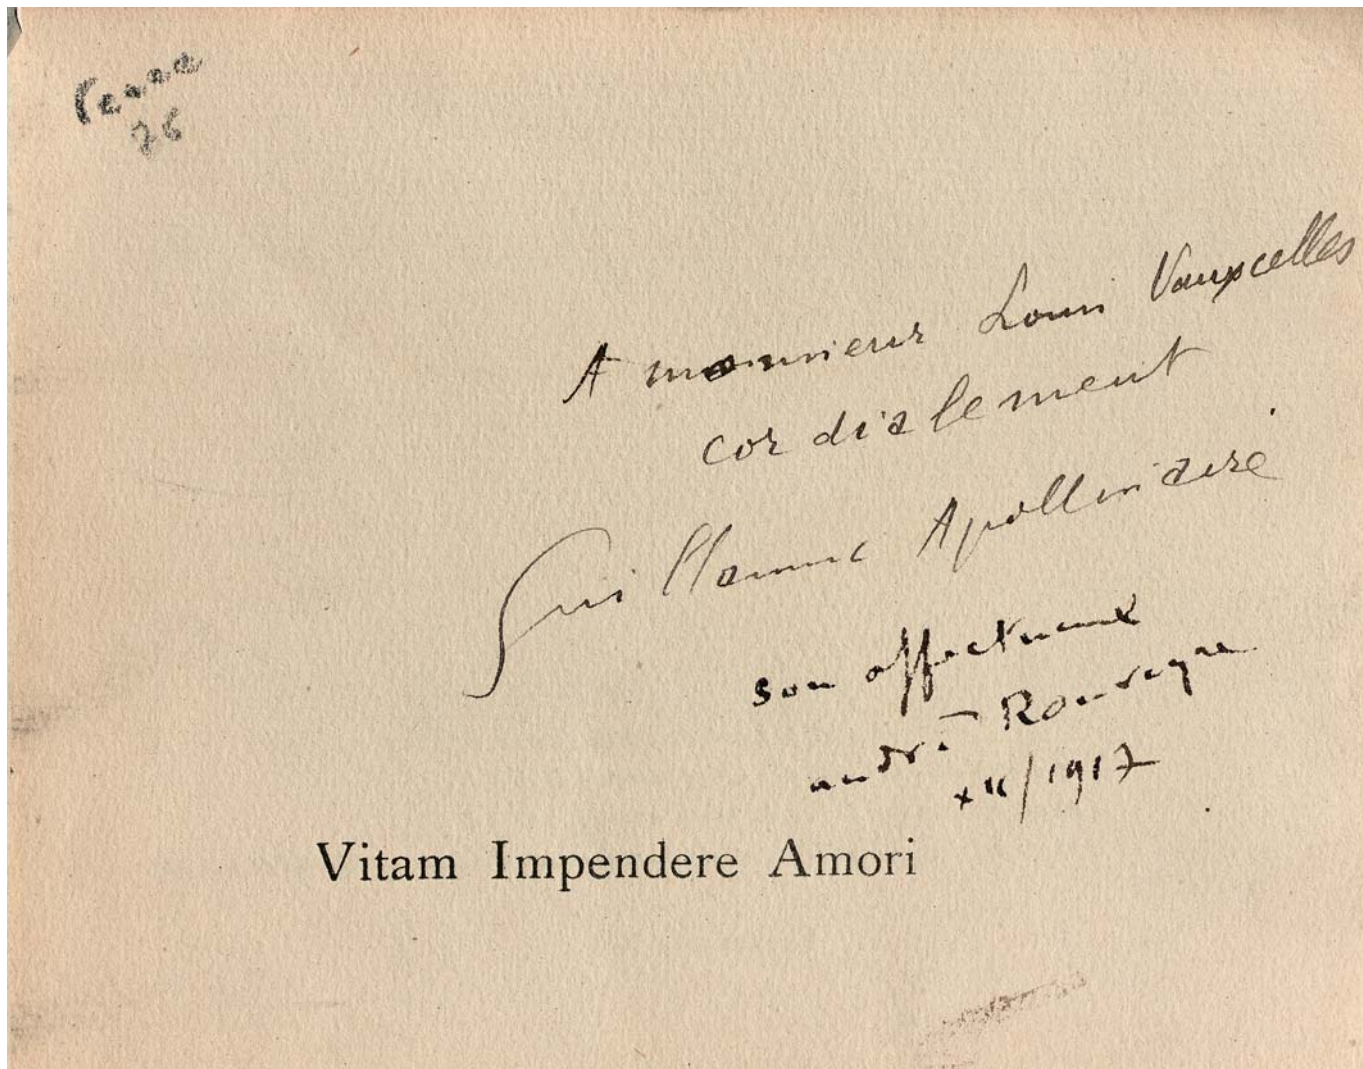 A monsieur Louis Vauxcelles
cordialement
Guillaume Apollinaire
son affectueux
andré Rouveyre
XII/1917
Vitam Impendere Amori